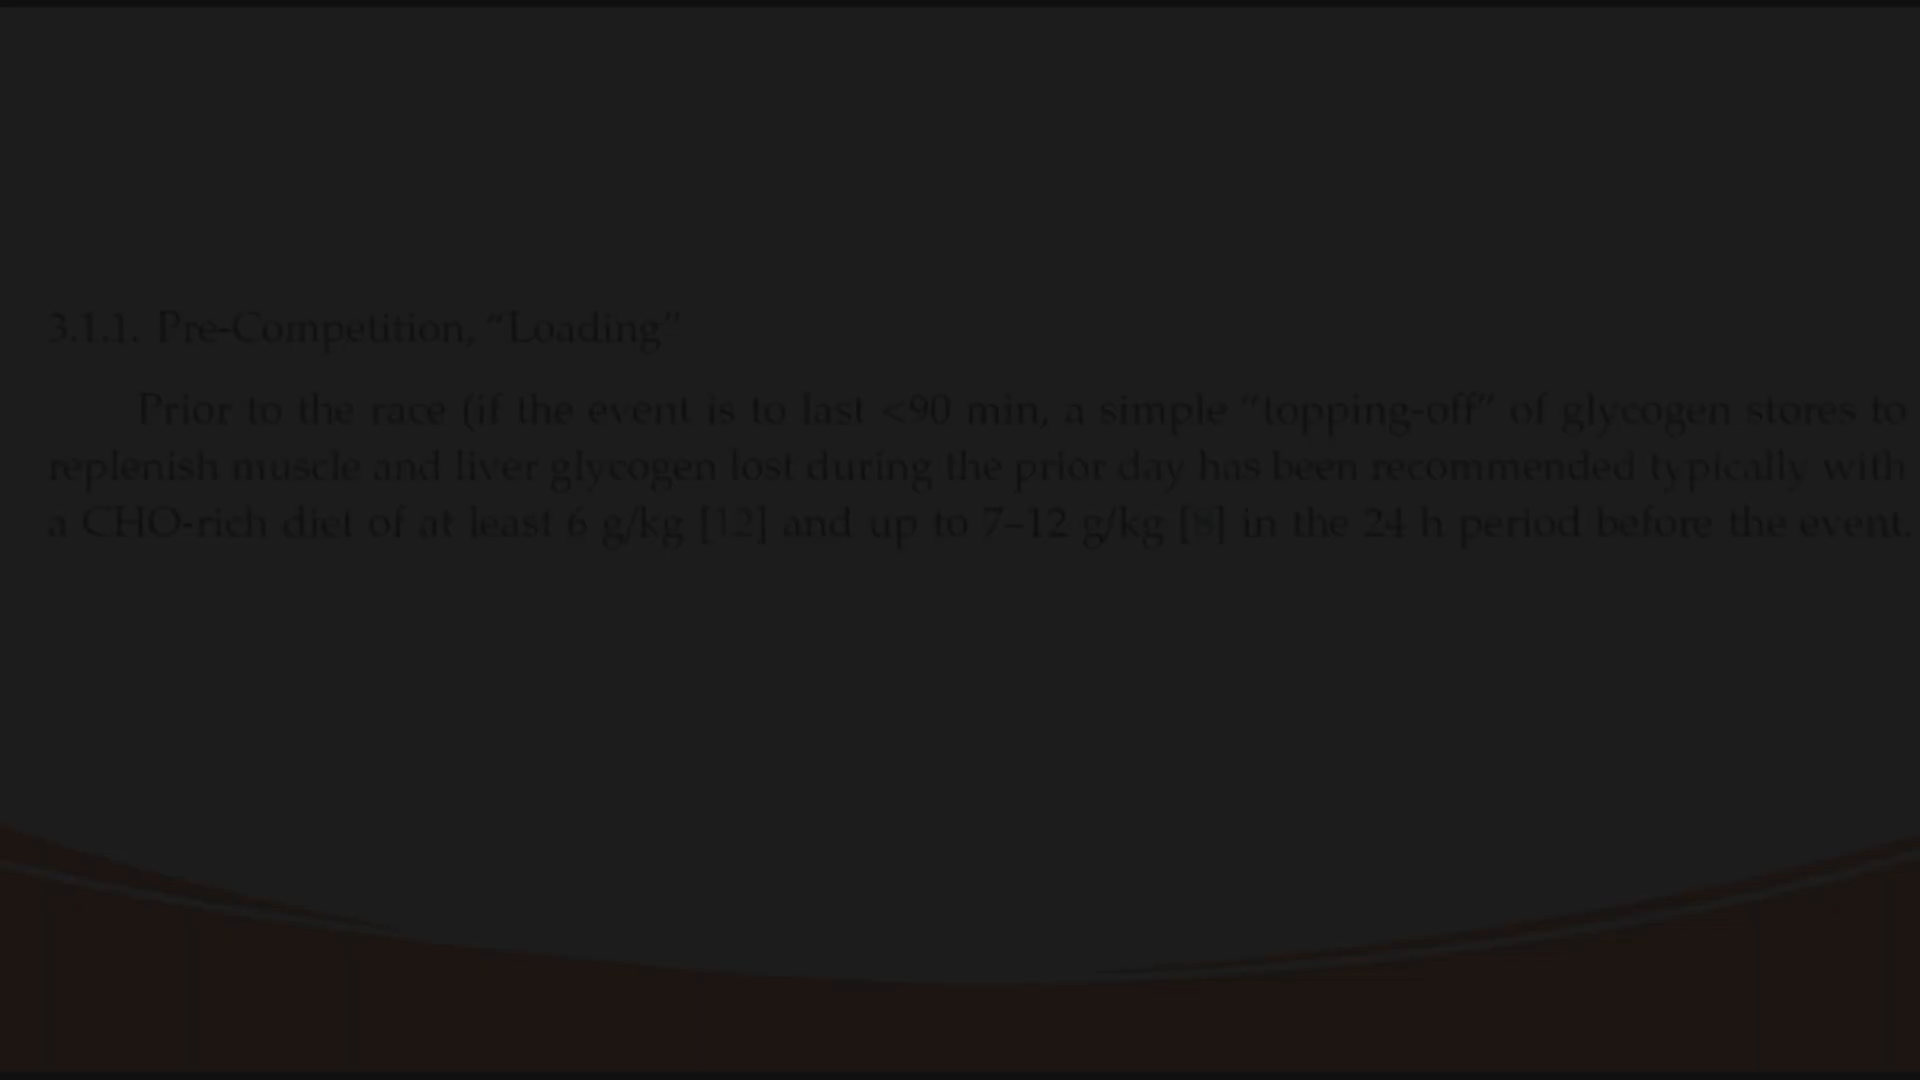 3.1.1. Pre-Competition, “Loading”
Prior to the race (if the event is to last <90 min, a simple “topping-off” of glycogen stores to
replenish muscle and liver glycogen lost during the prior day has been recommended typically with
a CHO-rich diet of at least 6 g/kg [12] and up to 7–12 g/kg [8] in the 24 h period before the event.